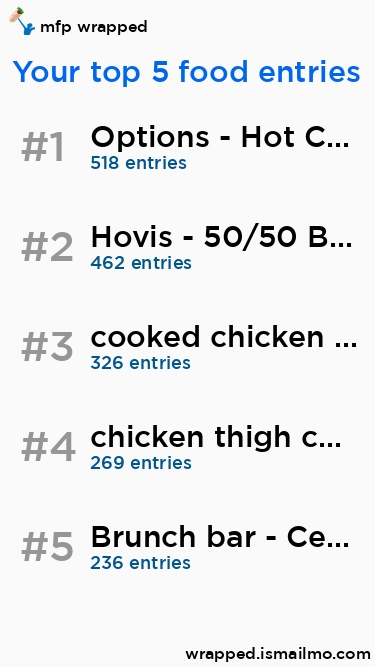 mfp wrapped
Your top 5 food entries
#1
Options - Hot C...
518 entries
#2
Hovis - 50/50 B...
462 entries
#3
cooked chicken ...
326 entries
#4
chicken thigh c...
269 entries
#5
Brunch bar - Ce...
236 entries
wrapped.ismailmo.com